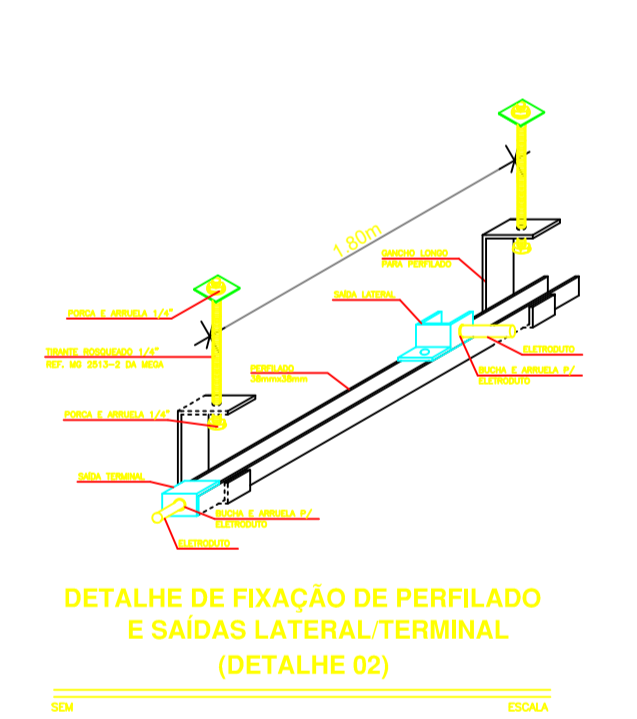 1.80m
GANCHO LONGO
PARA PERFILADO
SAÍDA LATERAL
PORCA E ARRUELA 1/4"
TIRANTE ROSQUEADO 1/4"
REF. MG 2513-2 DA MEGA
ELETRODUTO
PERFILADO
38mmx38mm
BUCHA E ARRUELA P/
ELETRODUTO
PORCA E ARRUELA 1/4"
SAÍDA TERMINAL
BUCHA E ARRUELA P/
ELETRODUTO
ELETRODUTO
DETALHE DE FIXAÇÃO DE PERFILADO
E SAÍDAS LATERAL/TERMINAL
(DETALHE 02)
SEM ESCALA